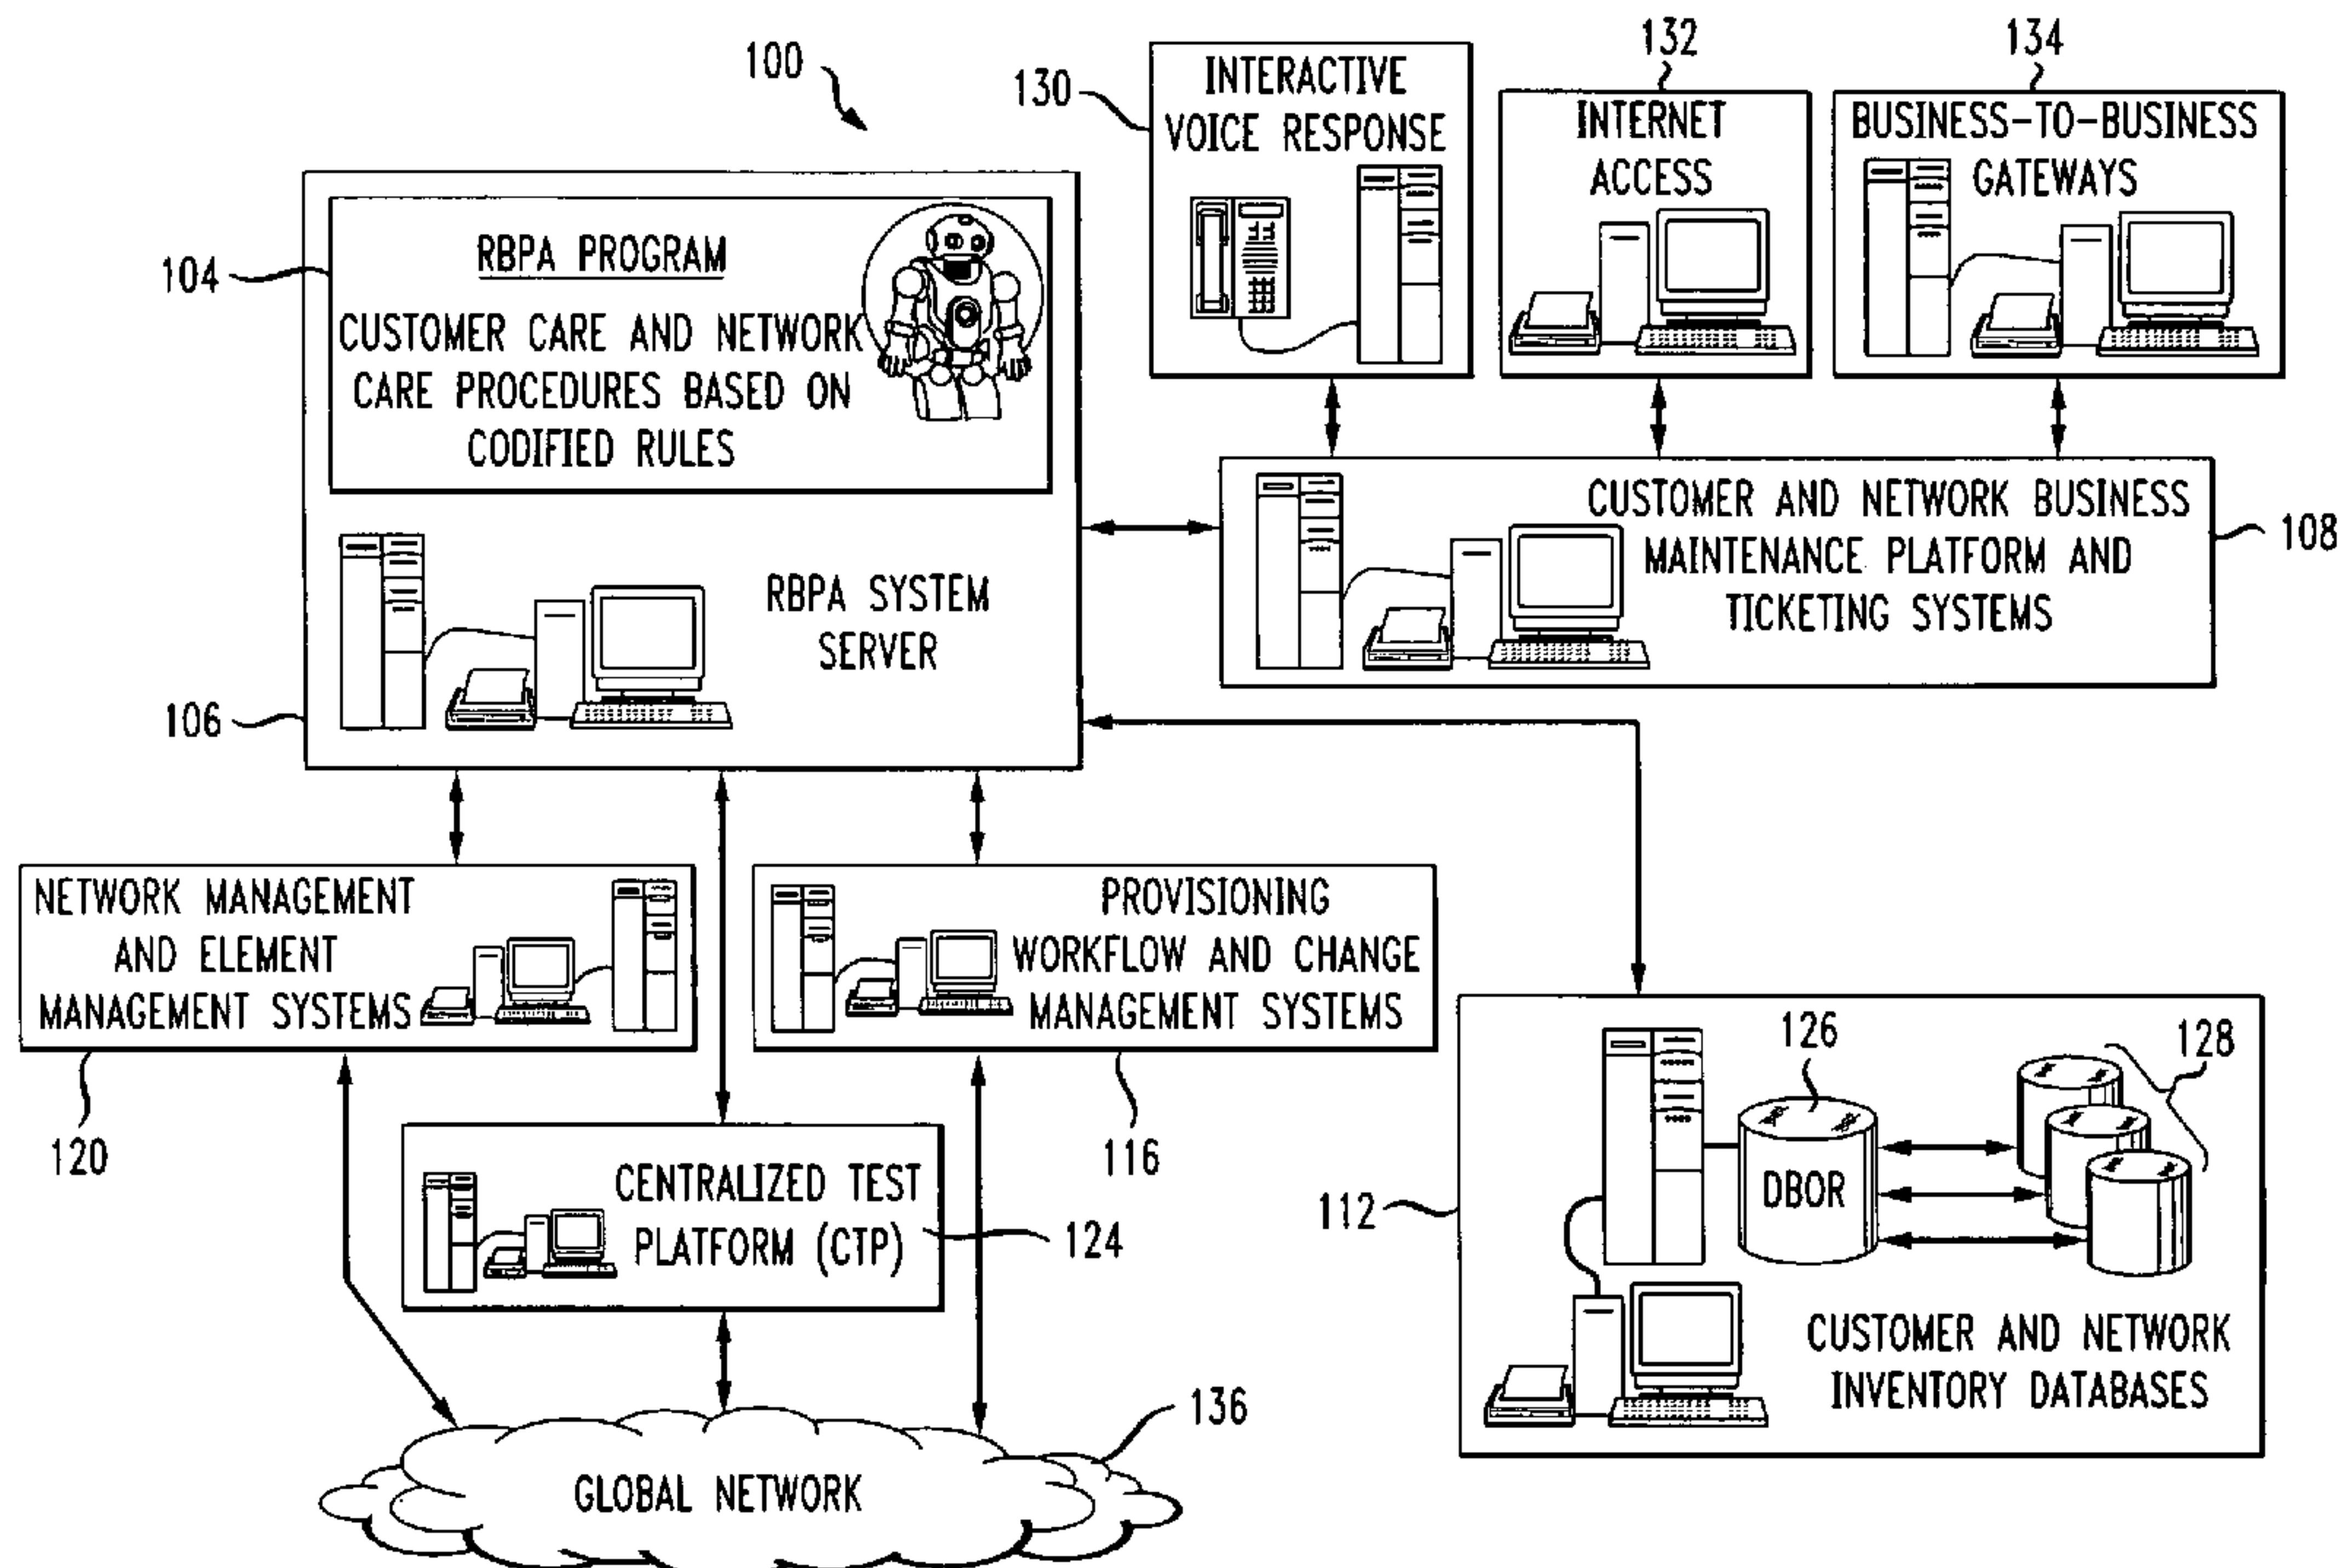 100
130
INTERACTIVE
VOICE RESPONSE
132
INTERNET
ACCESS
134
BUSINESS-TO-BUSINESS
GATEWAYS
104
RBPA PROGRAM
CUSTOMER CARE AND NETWORK
CARE PROCEDURES BASED ON
CODIFIED RULES
RBPA SYSTEM
SERVER
106
CUSTOMER AND NETWORK BUSINESS
MAINTENANCE PLATFORM AND
TICKETING SYSTEMS
108
NETWORK MANAGEMENT
AND ELEMENT
MANAGEMENT SYSTEMS
120
PROVISIONING
WORKFLOW AND CHANGE
MANAGEMENT SYSTEMS
116
CENTRALIZED TEST
PLATFORM (CTP)
124
112
126
128
DBOR
CUSTOMER AND NETWORK
INVENTORY DATABASES
136
GLOBAL NETWORK